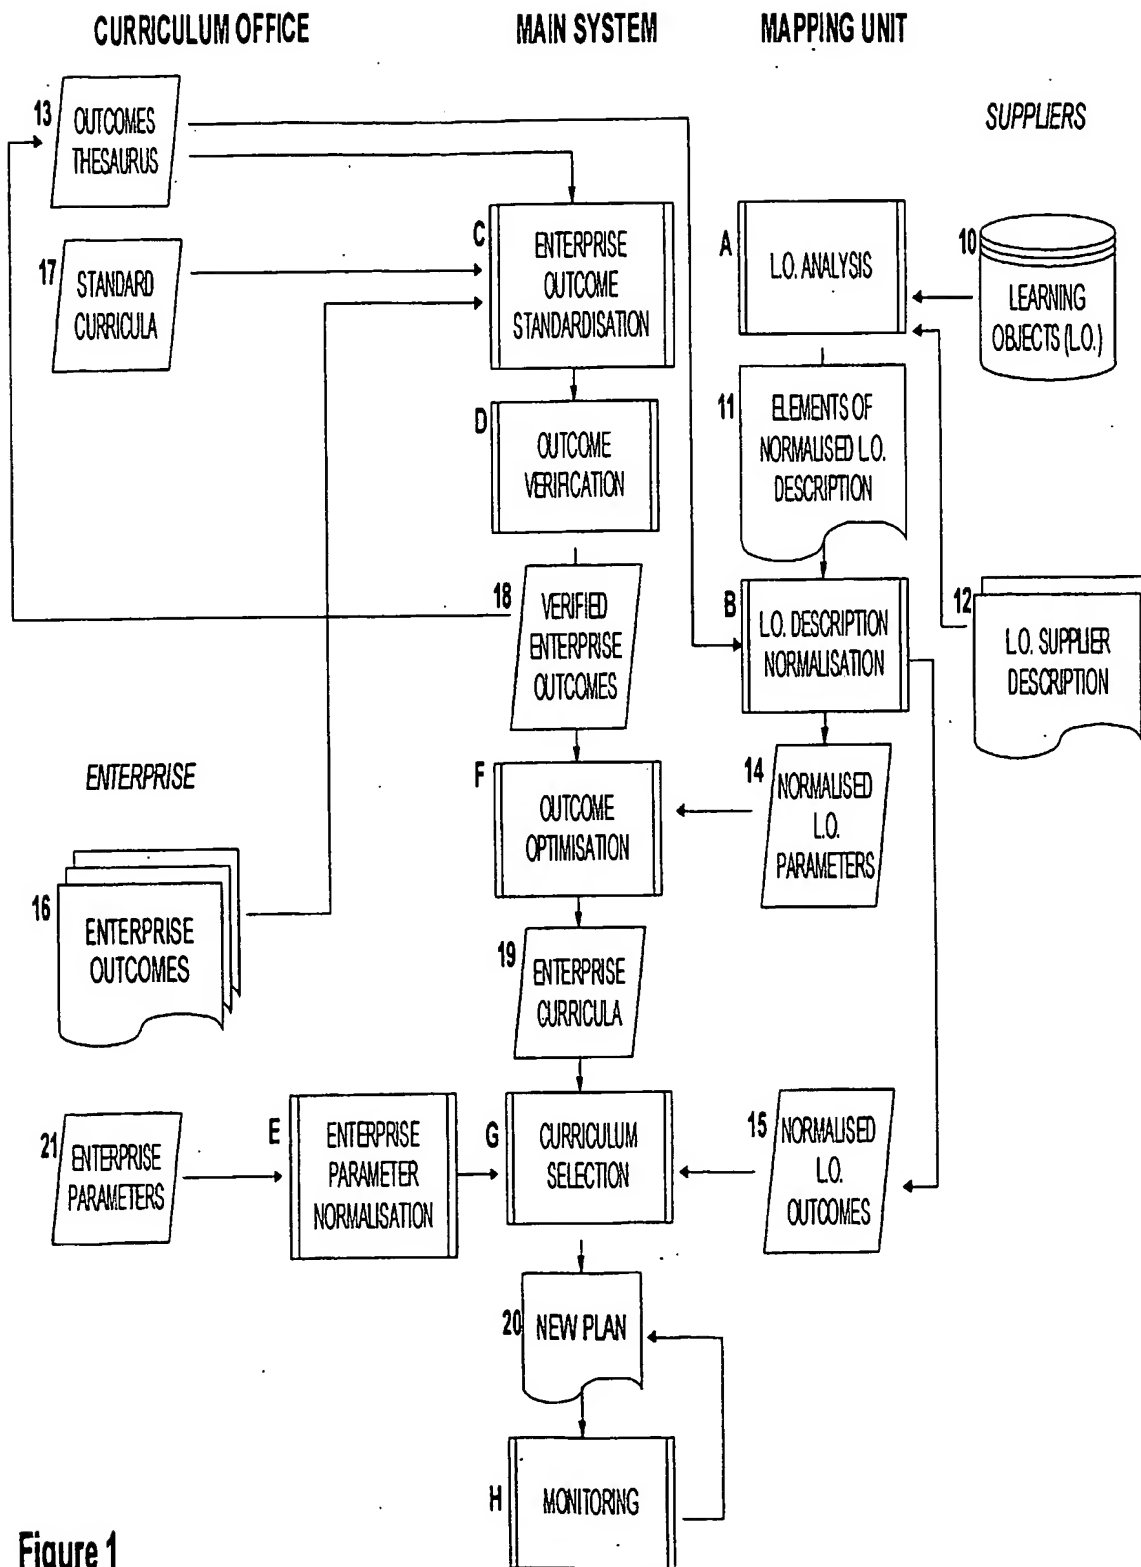 CURRICULUM OFFICE
MAIN SYSTEM
MAPPING UNIT
SUPPLIERS
13
OUTCOMES
THESAURUS
17
STANDARD
CURRICULA
C
ENTERPRISE
OUTCOME
STANDARDISATION
A
L.O. ANALYSIS
10
LEARNING
OBJECTS (L.O.)
D
OUTCOME
VERIFICATION
11
ELEMENTS OF
NORMALISED L.O.
DESCRIPTION
18
VERIFIED
ENTERPRISE
OUTCOMES
B
L.O. DESCRIPTION
NORMALISATION
12
L.O. SUPPLIER
DESCRIPTION
ENTERPRISE
16
ENTERPRISE
OUTCOMES
F
OUTCOME
OPTIMISATION
14
NORMALISED
L.O.
PARAMETERS
19
ENTERPRISE
CURRICULA
21
ENTERPRISE
PARAMETERS
E
ENTERPRISE
PARAMETER
NORMALISATION
G
CURRICULUM
SELECTION
15
NORMALISED
L.O.
OUTCOMES
20
NEW PLAN
H
MONITORING
Figure 1